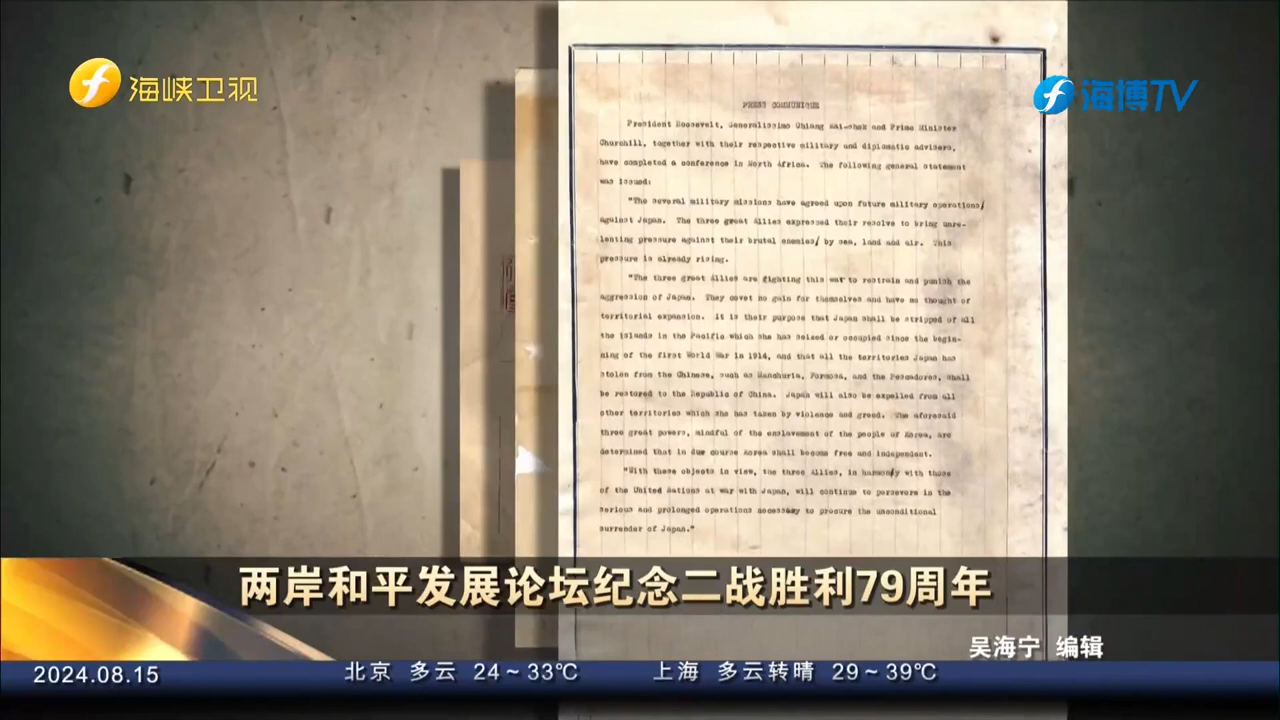 海峡卫视
海博TV
PRESS COMMUNIQUE
President Roosevelt, Generalissimo Chiang Kai-shek and Prime Minister
Churchill, together with their respective military and diplomatic advisers,
have completed a conference in North Africa. The following general statement
was issued:
"The several military missions have agreed upon future military operations
against Japan. The three great Allies expressed their resolve to bring unre-
lenting pressure against their brutal enemies by sea, land and air. This
pressure is already rising.
"The three great Allies are fighting this war to restrain and punish the
aggression of Japan. They covet no gain for themselves and have no thought of
territorial expansion. It is their purpose that Japan shall be stripped of all
the islands in the Pacific which she has seized or occupied since the begin-
ning of the first World War in 1914, and that all the territories Japan has
stolen from the Chinese, such as Manchuria, Formosa, and the Pescadores, shall
be restored to the Republic of China. Japan will also be expelled from all
other territories which she has taken by violence and greed. The aforesaid
three great powers, mindful of the enslavement of the people of Korea, are
determined that in due course Korea shall become free and independent.
"With these objects in view, the three Allies, in harmony with those
of the United Nations at war with Japan, will continue to persevere in the
serious and prolonged operations necessary to procure the unconditional
surrender of Japan."
两岸和平发展论坛纪念二战胜利79周年
吴海宁 编辑
2024.08.15 北京 多云 24~33℃ 上海 多云转晴 29~39℃